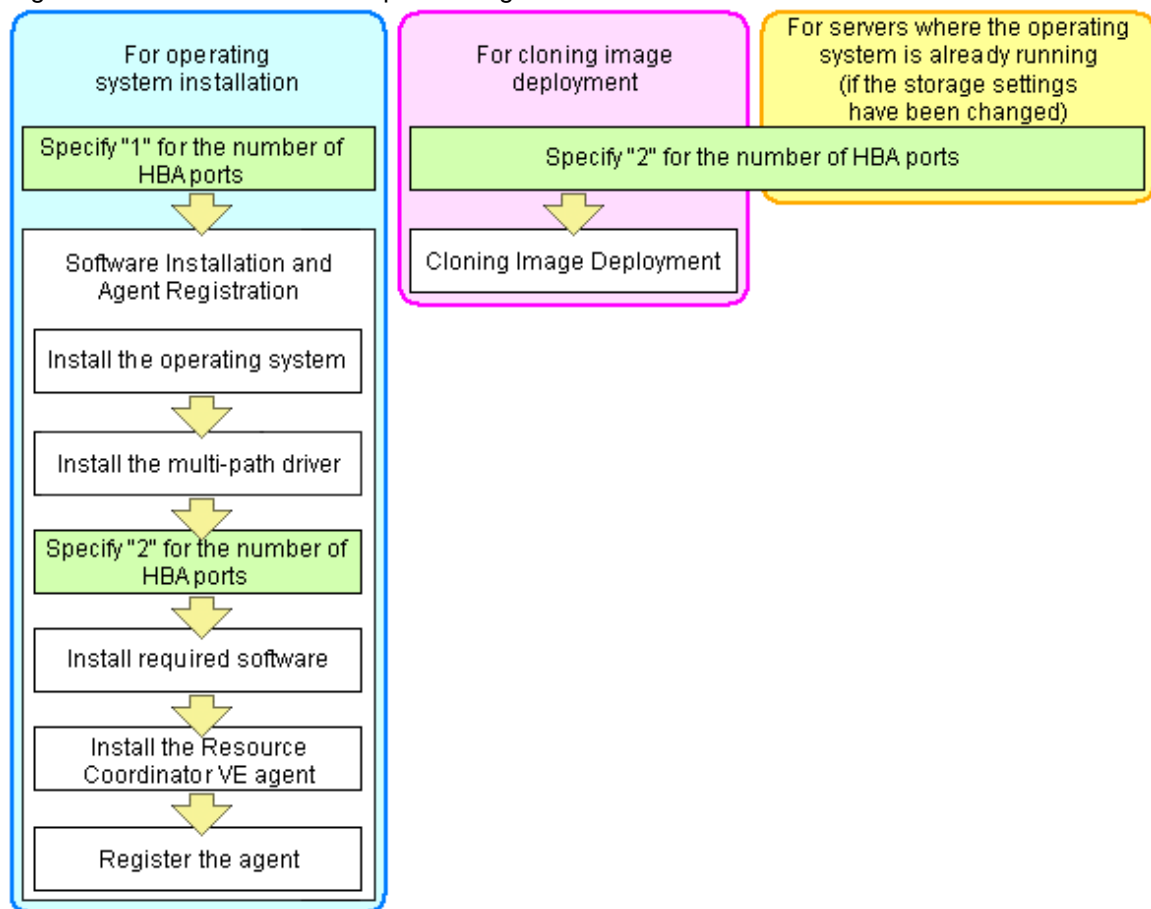 For operating
system installation
Specify "1" for the number of
HBA ports
Software Installation and
Agent Registration
Install the operating system
Install the multi-path driver
Specify "2" for the number of
HBA ports
Install required software
Install the Resource
Coordinator VE agent
Register the agent
For cloning image
deployment
For servers where the operating
system is already running
(if the storage settings
have been changed)
Specify "2" for the number of HBA ports
Cloning Image Deployment